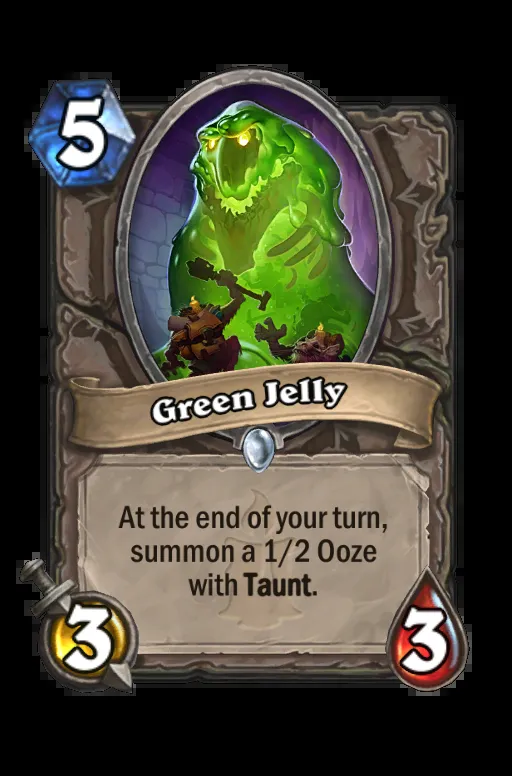 5
Green Jelly
At the end of your turn,
summon a 1/2 Ooze
with Taunt.
3
3